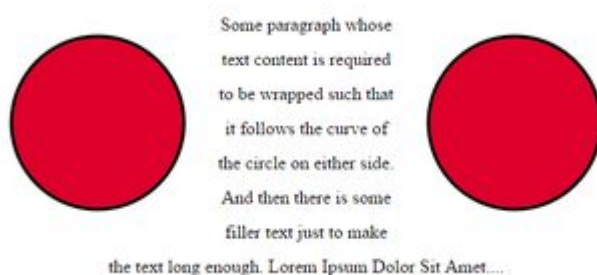 Some paragraph whose
text content is required
to be wrapped such that
it follows the curve of
the circle on either side.
And then there is some
filler text just to make
the text long enough. Lorem Ipsum Dolor Sit Amet....